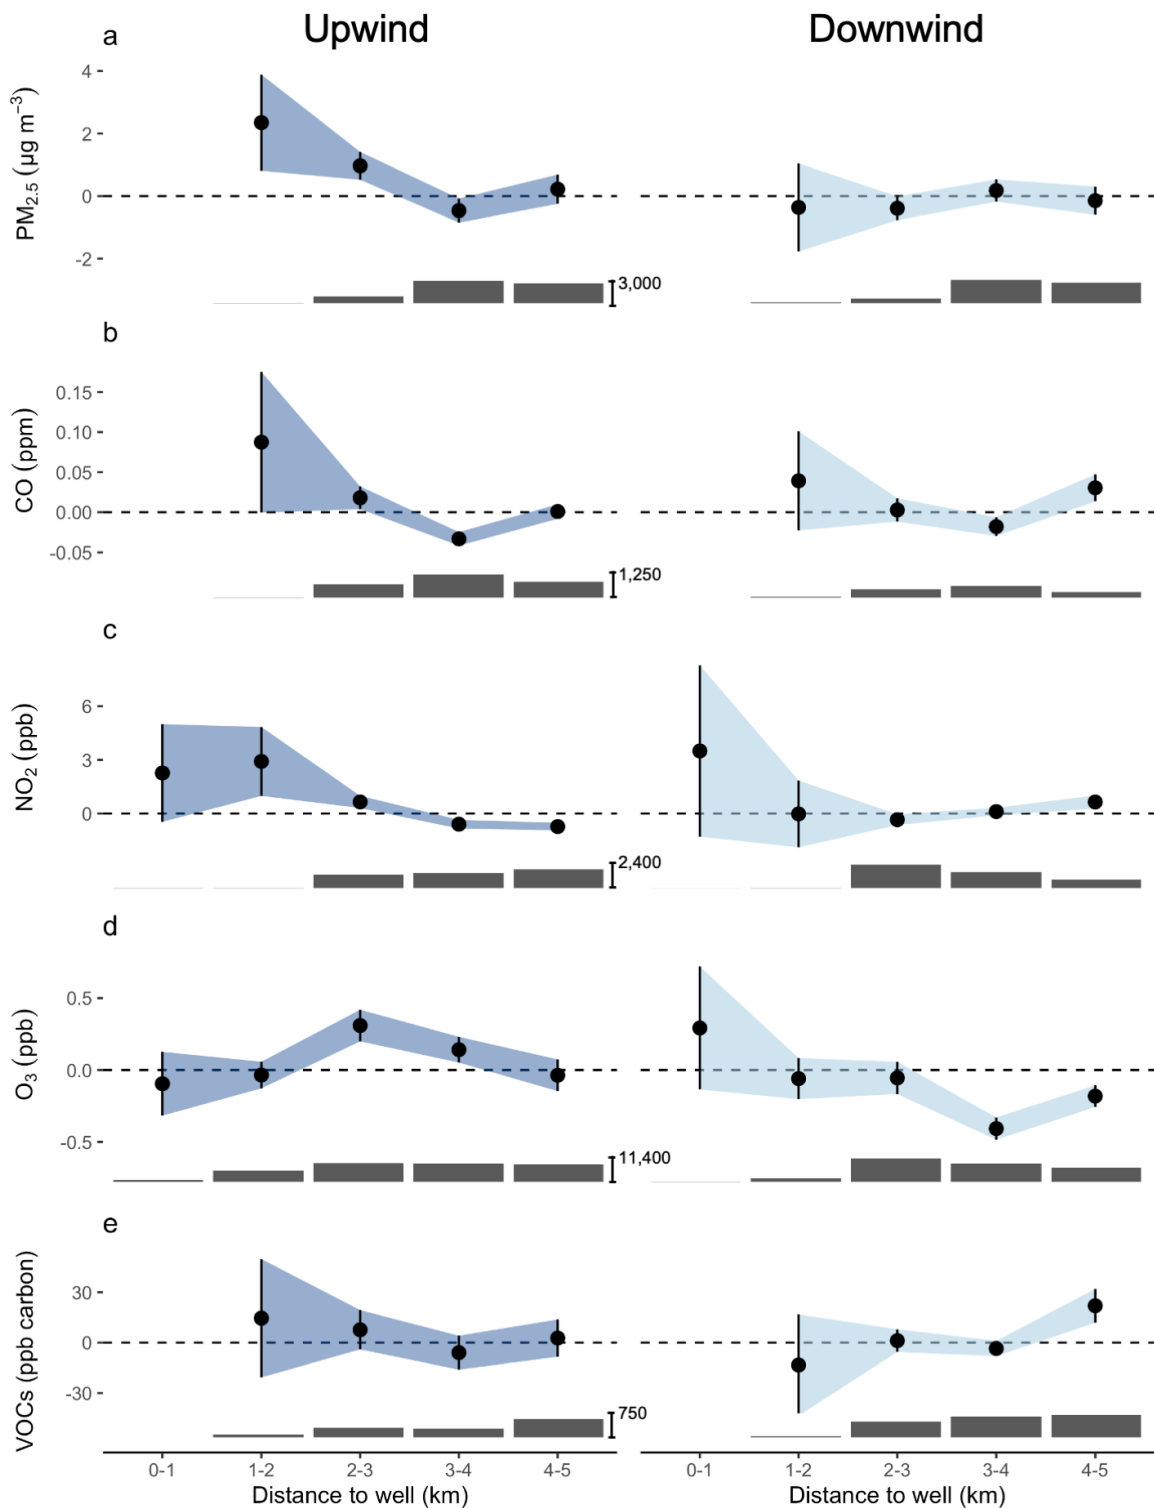 Upwind
Downwind
a
PM2.5 (µg m−3)
4
2
0
-2
3,000
b
CO (ppm)
0.15
0.10
0.05
0.00
-0.05
1,250
c
NO2 (ppb)
6
3
0
2,400
d
O3 (ppb)
0.5
0.0
-0.5
11,400
e
VOCs (ppb carbon)
30
0
-30
750
0-1 1-2 2-3 3-4 4-5
0-1 1-2 2-3 3-4 4-5
Distance to well (km)
Distance to well (km)